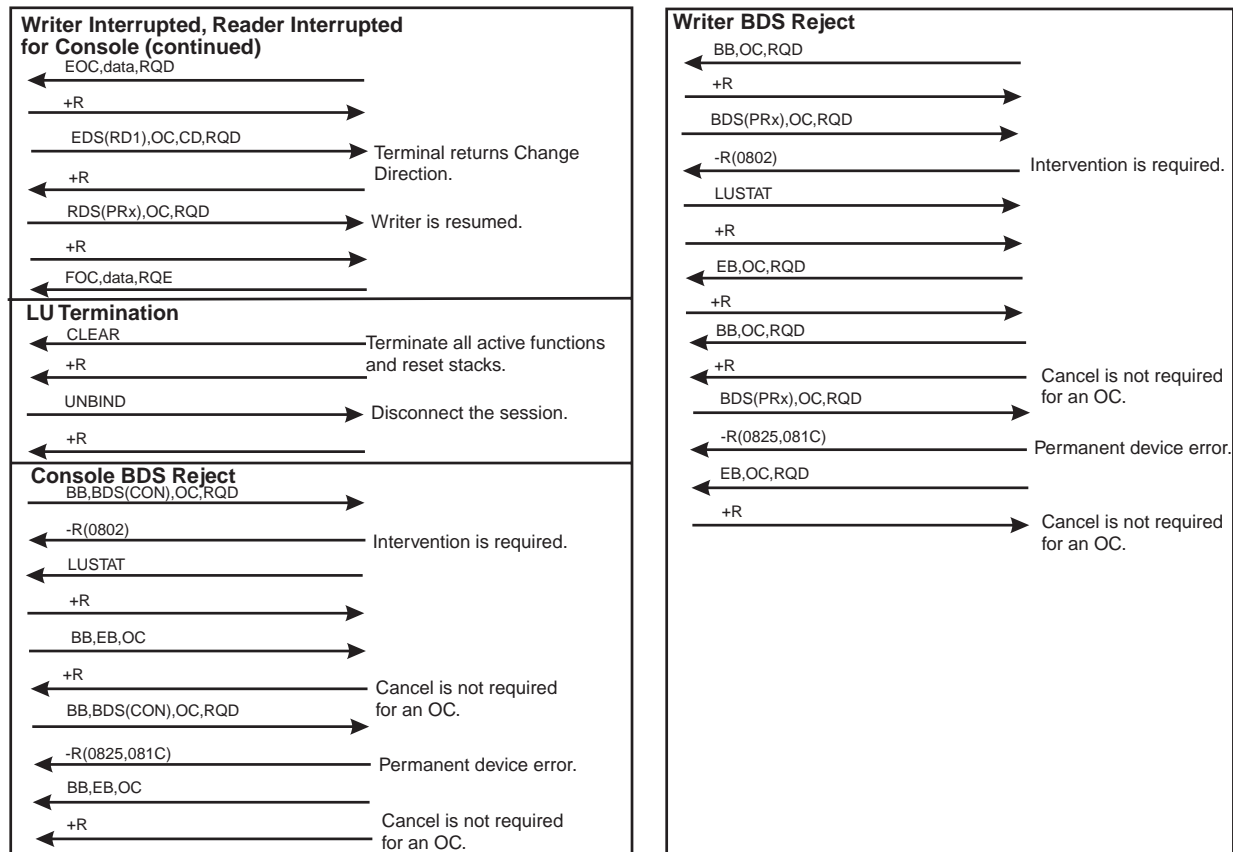 Writer Interrupted, Reader Interrupted
for Console (continued)
EOC,data,RQD
+R
EDS(RD1),OC,CD,RQD
Terminal returns Change
Direction.
+R
RDS(PRx),OC,RQD
Writer is resumed.
+R
FOC,data,RQE
LU Termination
CLEAR
Terminate all active functions
and reset stacks.
+R
UNBIND
Disconnect the session.
+R
Console BDS Reject
BB,BDS(CON),OC,RQD
-R(0802)
Intervention is required.
LUSTAT
+R
BB,EB,OC
+R
Cancel is not required
for an OC.
BB,BDS(CON),OC,RQD
-R(0825,081C)
Permanent device error.
BB,EB,OC
+R
Cancel is not required
for an OC.
Writer BDS Reject
BB,OC,RQD
+R
BDS(PRx),OC,RQD
-R(0802)
Intervention is required.
LUSTAT
+R
EB,OC,RQD
+R
BB,OC,RQD
+R
Cancel is not required
for an OC.
BDS(PRx),OC,RQD
-R(0825,081C)
Permanent device error.
EB,OC,RQD
+R
Cancel is not required
for an OC.